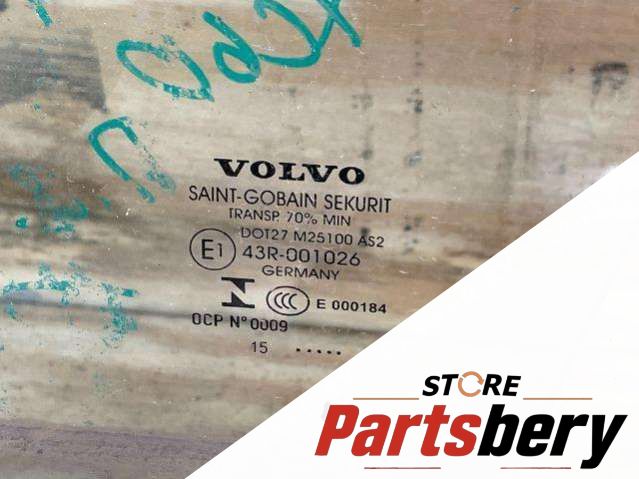 VOLVO
SAINT-GOBAIN SEKURIT
TRANSP. 70% MIN
DOT27 M25100 AS2
E1 43R-001026
GERMANY
CCC E 000184
OCP N° 0009
15 .....
STORE
Partsbery